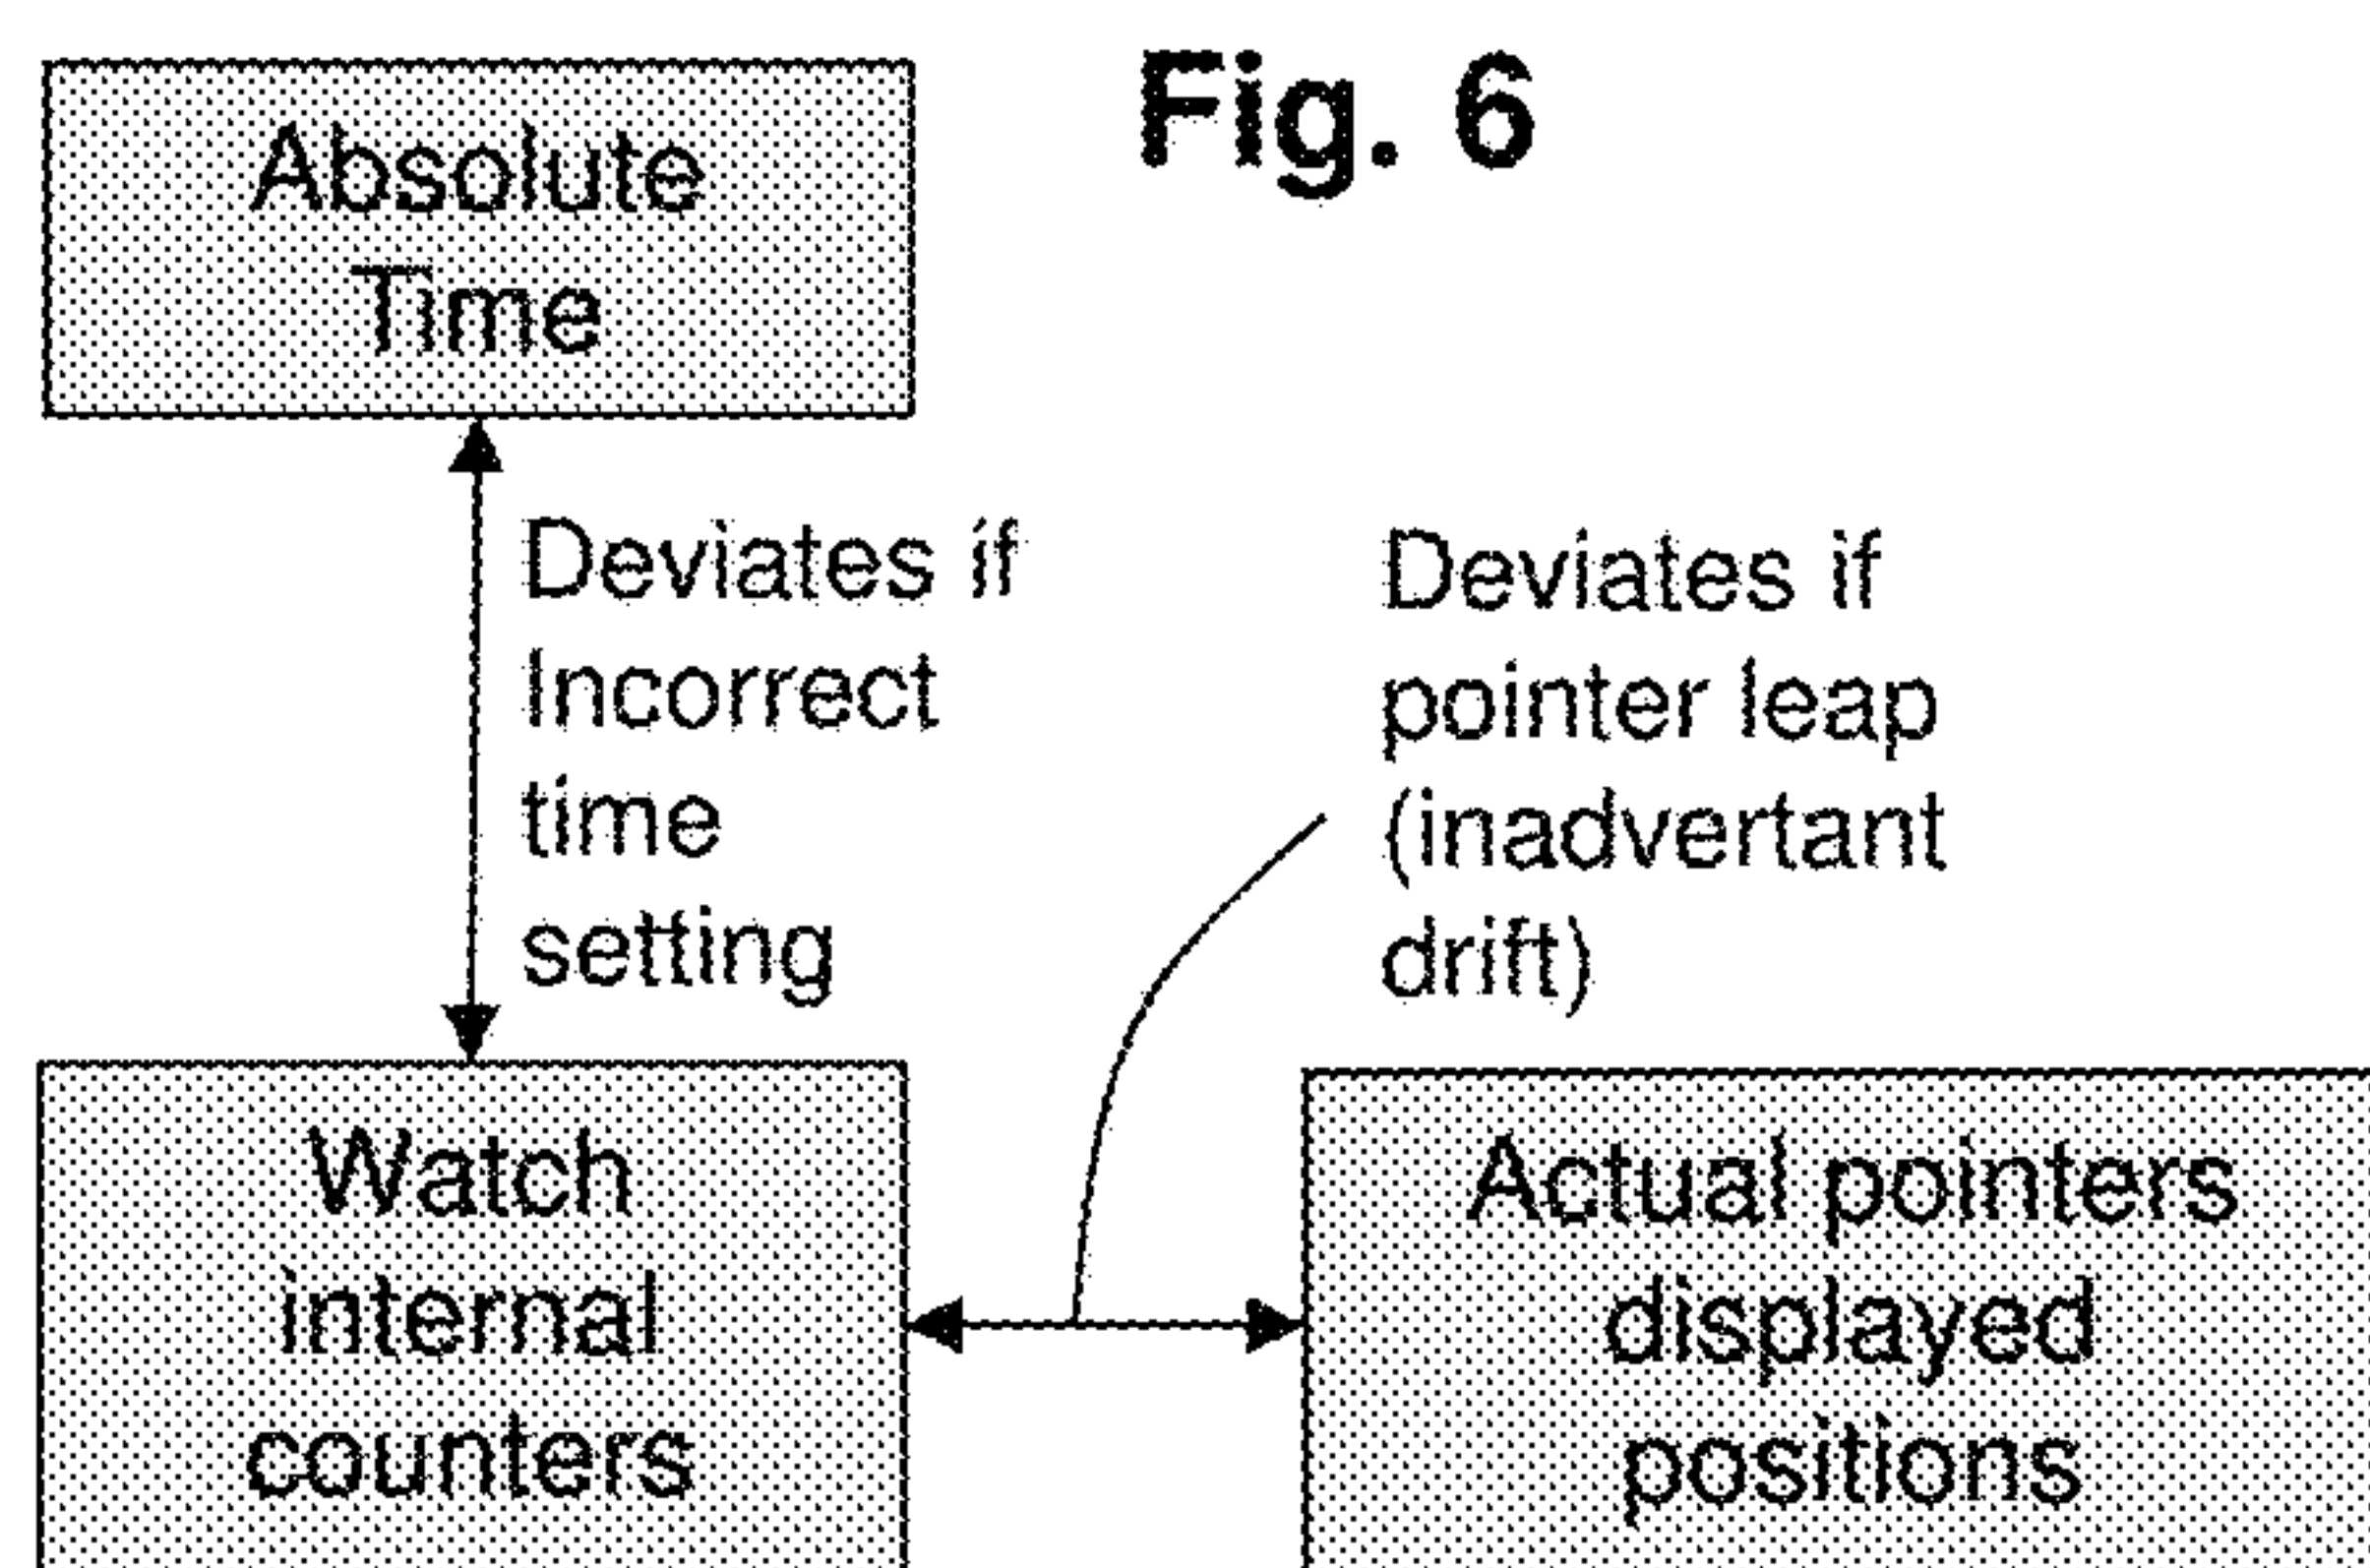 Fig. 6
Absolute
Time
Deviates if
Incorrect
time
setting
Deviates if
pointer leap
(inadvertant
drift)
Watch
internal
counters
Actual pointers
displayed
positions